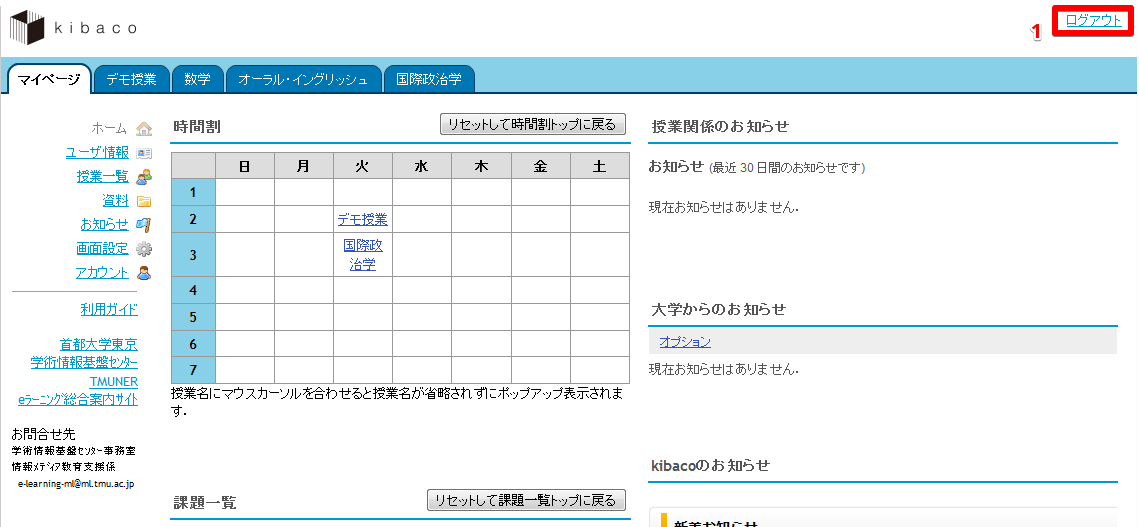 kibaco
1
ログアウト
マイページ
デモ授業
数学
オーラル・イングリッシュ
国際政治学
ホーム
ユーザ情報
授業一覧
資料
お知らせ
画面設定
アカウント
利用ガイド
首都大学東京
学術情報基盤センター
TMUNER
eラーニング総合案内サイト
お問合せ先
学術情報基盤センター事務室
情報メディア教育支援係
e-learning-ml@ml.tmu.ac.jp
時間割
リセットして時間割トップに戻る
日 月 火 水 木 金 土
1
2 デモ授業
3 国際政
治学
4
5
6
7
授業名にマウスカーソルを合わせると授業名が省略されずにポップアップ表示されま
す.
課題一覧
リセットして課題一覧トップに戻る
授業関係のお知らせ
お知らせ (最近 30 日間のお知らせです)
現在お知らせはありません.
大学からのお知らせ
オプション
現在お知らせはありません.
kibacoのお知らせ
新着お知らせ